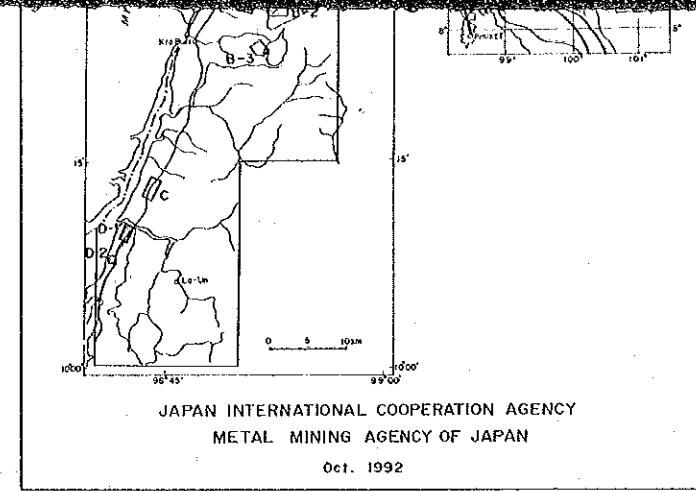 8°
8°
PHUKET
99°
100°
101°
Kra Buri
B-3
15'
15'
C
D-1
D-2
La-Un
0 5 10km
10°00'
10°00'
98°45'
99°00'
JAPAN INTERNATIONAL COOPERATION AGENCY
METAL MINING AGENCY OF JAPAN
Oct. 1992